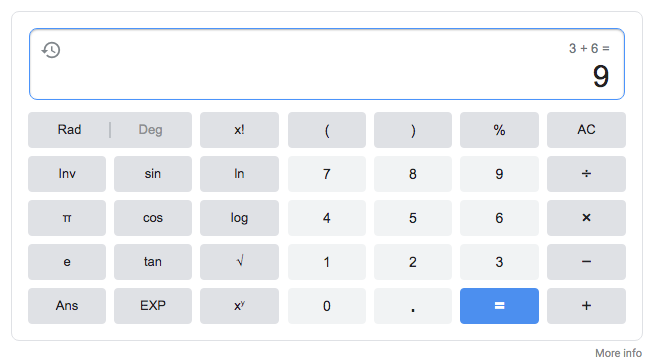 3 + 6 =
9
Rad | Deg x! ( ) % AC
Inv sin ln 7 8 9 ÷
π cos log 4 5 6 ×
e tan √ 1 2 3 −
Ans EXP xʸ 0 . = +
More info